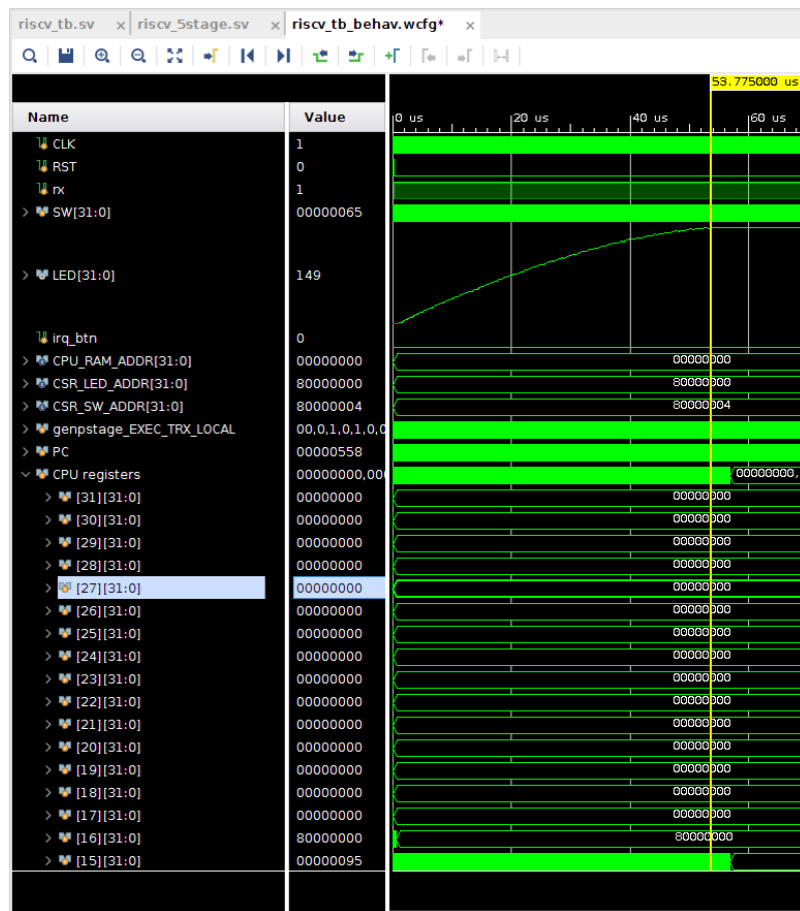 riscv_tb.sv × riscv_5stage.sv × riscv_tb_behav.wcfg* ×
53.775000 us
Name Value 0 us 20 us 40 us 60 us
CLK 1
RST 0
rx 1
SW[31:0] 00000065
LED[31:0] 149
irq_btn 0
CPU_RAM_ADDR[31:0] 00000000 00000000
CSR_LED_ADDR[31:0] 80000000 80000000
CSR_SW_ADDR[31:0] 80000004 80000004
genpstage_EXEC_TRX_LOCAL 00,0,1,0,1,0,0
PC 00000558
CPU registers 00000000,000 00000000,
[31][31:0] 00000000 00000000
[30][31:0] 00000000 00000000
[29][31:0] 00000000 00000000
[28][31:0] 00000000 00000000
[27][31:0] 00000000 00000000
[26][31:0] 00000000 00000000
[25][31:0] 00000000 00000000
[24][31:0] 00000000 00000000
[23][31:0] 00000000 00000000
[22][31:0] 00000000 00000000
[21][31:0] 00000000 00000000
[20][31:0] 00000000 00000000
[19][31:0] 00000000 00000000
[18][31:0] 00000000 00000000
[17][31:0] 00000000 00000000
[16][31:0] 80000000 80000000
[15][31:0] 00000095